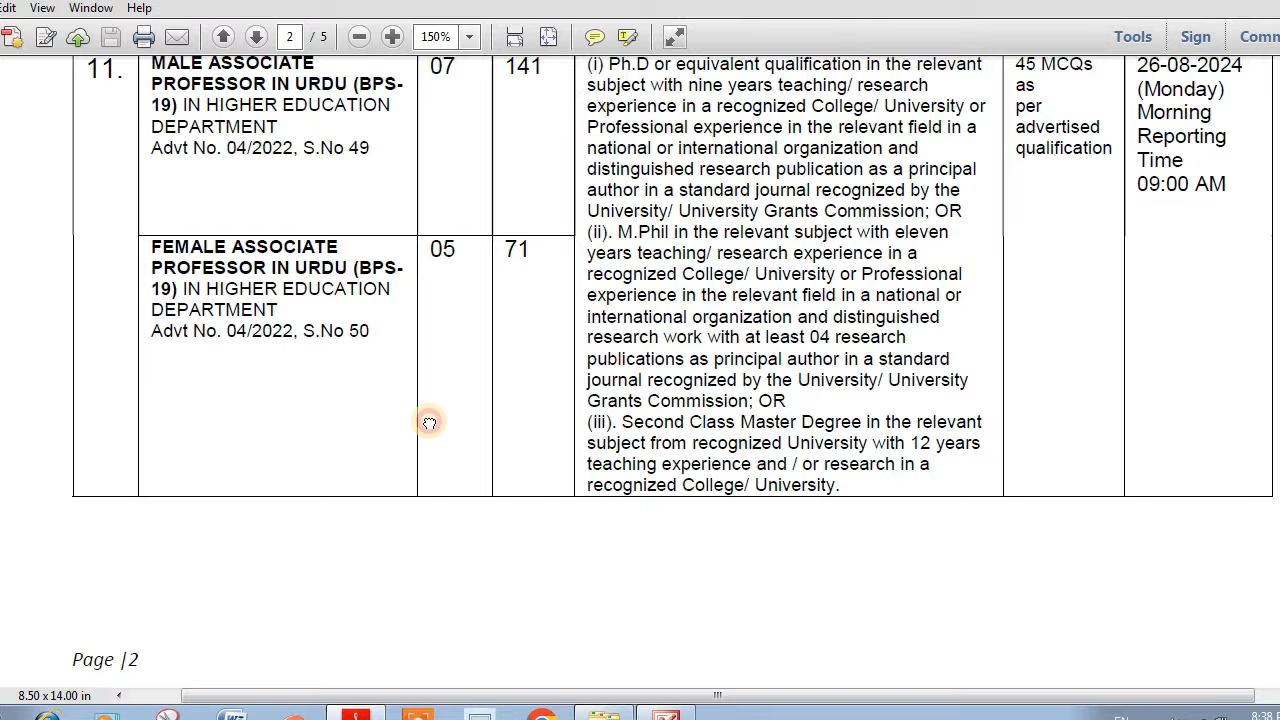 View Window Help
2 / 5 150% Tools Sign
11. MALE ASSOCIATE
PROFESSOR IN URDU (BPS-
19) IN HIGHER EDUCATION
DEPARTMENT
Advt No. 04/2022, S.No 49
07
141
(i) Ph.D or equivalent qualification in the relevant
subject with nine years teaching/ research
experience in a recognized College/ University or
Professional experience in the relevant field in a
national or international organization and
distinguished research publication as a principal
author in a standard journal recognized by the
University/ University Grants Commission; OR
(ii). M.Phil in the relevant subject with eleven
years teaching/ research experience in a
recognized College/ University or Professional
experience in the relevant field in a national or
international organization and distinguished
research work with at least 04 research
publications as principal author in a standard
journal recognized by the University/ University
Grants Commission; OR
(iii). Second Class Master Degree in the relevant
subject from recognized University with 12 years
teaching experience and / or research in a
recognized College/ University.
45 MCQs
as
per
advertised
qualification
26-08-2024
(Monday)
Morning
Reporting
Time
09:00 AM
FEMALE ASSOCIATE
PROFESSOR IN URDU (BPS-
19) IN HIGHER EDUCATION
DEPARTMENT
Advt No. 04/2022, S.No 50
05
71
Page |2
8.50 x 14.00 in